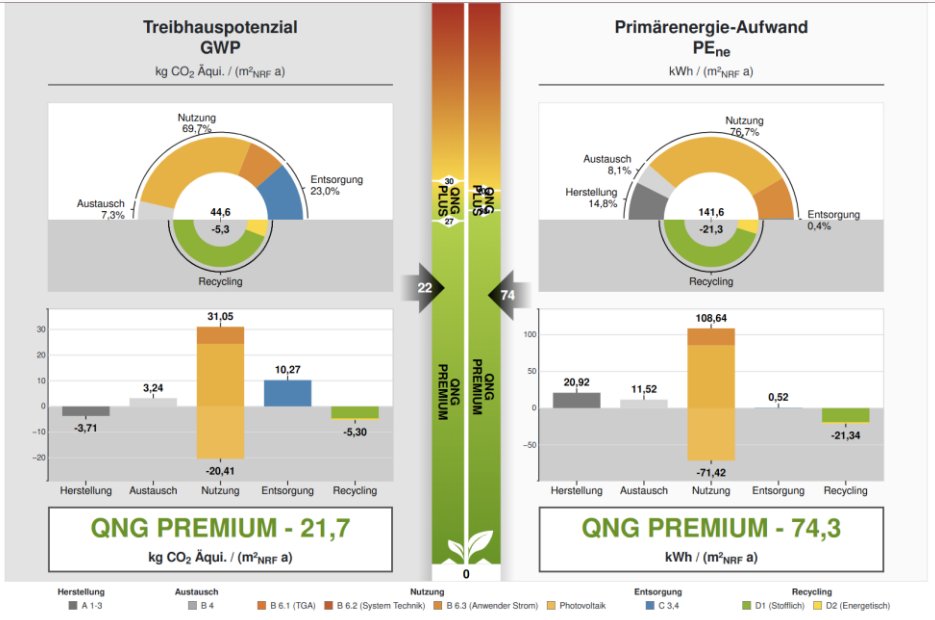 Treibhauspotenzial
GWP
kg CO₂ Äqui. / (m²NRF a)
Nutzung
69,7%
Entsorgung
23,0%
Austausch
7,3%
44,6
-5,3
Recycling
30
QNG
PLUS
27
22
QNG
PREMIUM
QNG
PLUS
74
QNG
PREMIUM
0
Primärenergie-Aufwand
PEne
kWh / (m²NRF a)
Nutzung
76,7%
Austausch
8,1%
Herstellung
14,8%
Entsorgung
0,4%
141,6
-21,3
Recycling
30
20
10
0
−10
−20
-3,71
3,24
31,05
-20,41
10,27
-5,30
Herstellung Austausch Nutzung Entsorgung Recycling
100
50
0
−50
20,92
11,52
108,64
-71,42
0,52
-21,34
Herstellung Austausch Nutzung Entsorgung Recycling
QNG PREMIUM - 21,7
kg CO₂ Äqui. / (m²NRF a)
QNG PREMIUM - 74,3
kWh / (m²NRF a)
Herstellung Austausch Nutzung Entsorgung Recycling
A 1-3 B 4 B 6.1 (TGA) B 6.2 (System Technik) B 6.3 (Anwender Strom) Photovoltaik C 3,4 D1 (Stofflich) D2 (Energetisch)